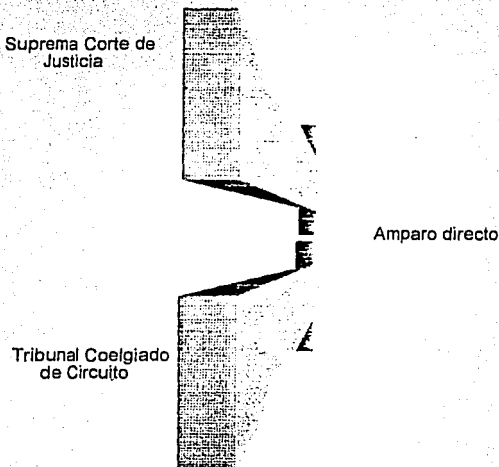 Suprema Corte de
Justicia
Amparo directo
Tribunal Coelgiado
de Circuito